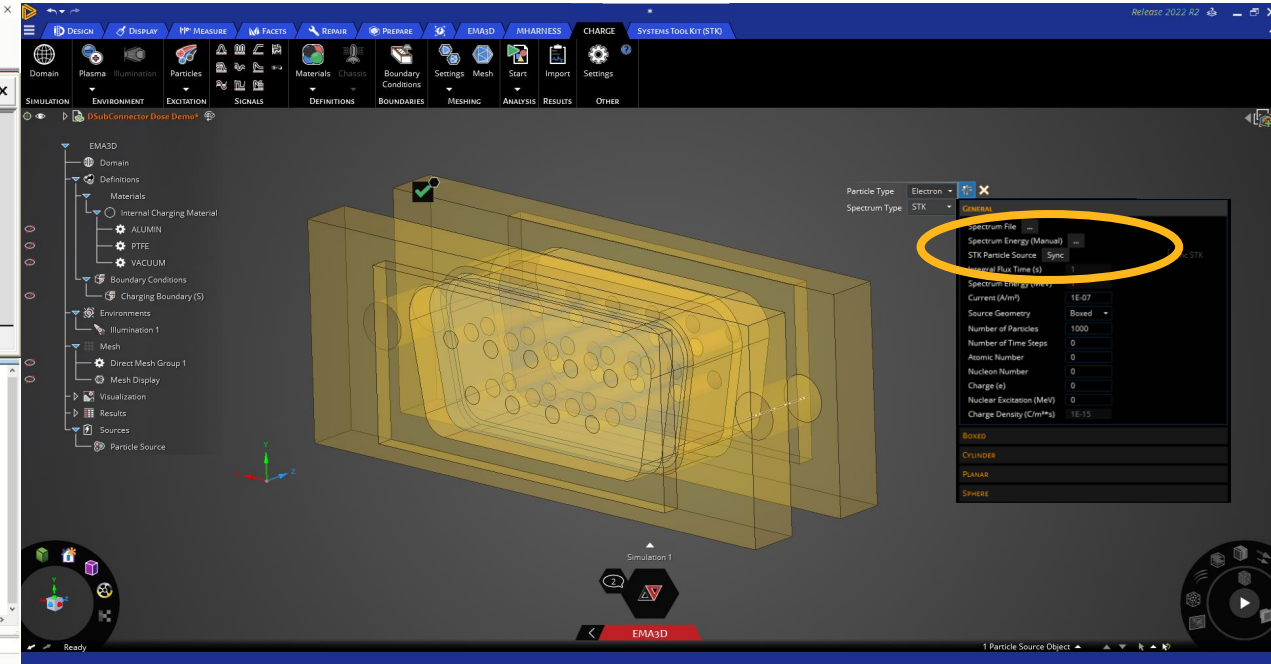 Release 2022 R2
DESIGN DISPLAY MEASURE FACETS REPAIR PREPARE EMA3D MHARNESS CHARGE SYSTEMS TOOL KIT (STK)
Domain Plasma Illumination Particles Materials Chassis Boundary Conditions Settings Mesh Start Import Settings
SIMULATION ENVIRONMENT EXCITATION SIGNALS DEFINITIONS BOUNDARIES MESHING ANALYSIS RESULTS OTHER
DSubConnector Dose Demo*
EMA3D
Domain
Definitions
Materials
Internal Charging Material
ALUMIN
PTFE
VACUUM
Boundary Conditions
Charging Boundary (S)
Environments
Illumination 1
Mesh
Direct Mesh Group 1
Mesh Display
Visualization
Results
Sources
Particle Source
Particle Type Electron
Spectrum Type STK
GENERAL
Spectrum File ...
Spectrum Energy (Manual) ...
STK Particle Source Sync
Integral Flux Time (s) 1
Spectrum Energy (MeV) 1
Current (A/m²) 1E-07
Source Geometry Boxed
Number of Particles 1000
Number of Time Steps 0
Atomic Number 0
Nucleon Number 0
Charge (e) 0
Nuclear Excitation (MeV) 0
Charge Density (C/m³*s) 1E-15
BOXED
CYLINDER
PLANAR
SPHERE
Y
Z
Simulation 1
2
EMA3D
Y
Ready
1 Particle Source Object